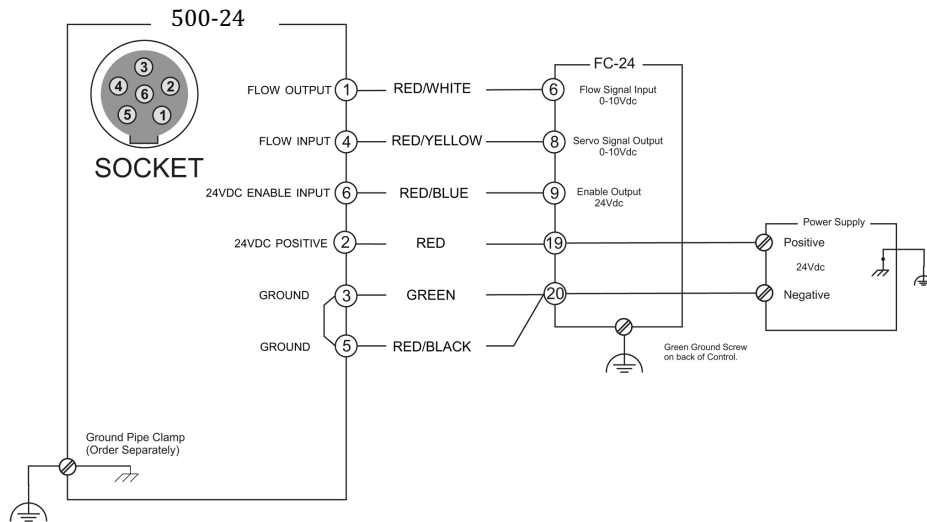 500-24
3
4
2
6
5
1
SOCKET
FLOW OUTPUT 1 RED/WHITE 6
FLOW INPUT 4 RED/YELLOW 8
24VDC ENABLE INPUT 6 RED/BLUE 9
24VDC POSITIVE 2 RED 19
GROUND 3 GREEN 20
GROUND 5 RED/BLACK
FC-24
Flow Signal Input
0-10Vdc
Servo Signal Output
0-10Vdc
Enable Output
24Vdc
Green Ground Screw
on back of Control.
Power Supply
Positive
24Vdc
Negative
Ground Pipe Clamp
(Order Separately)